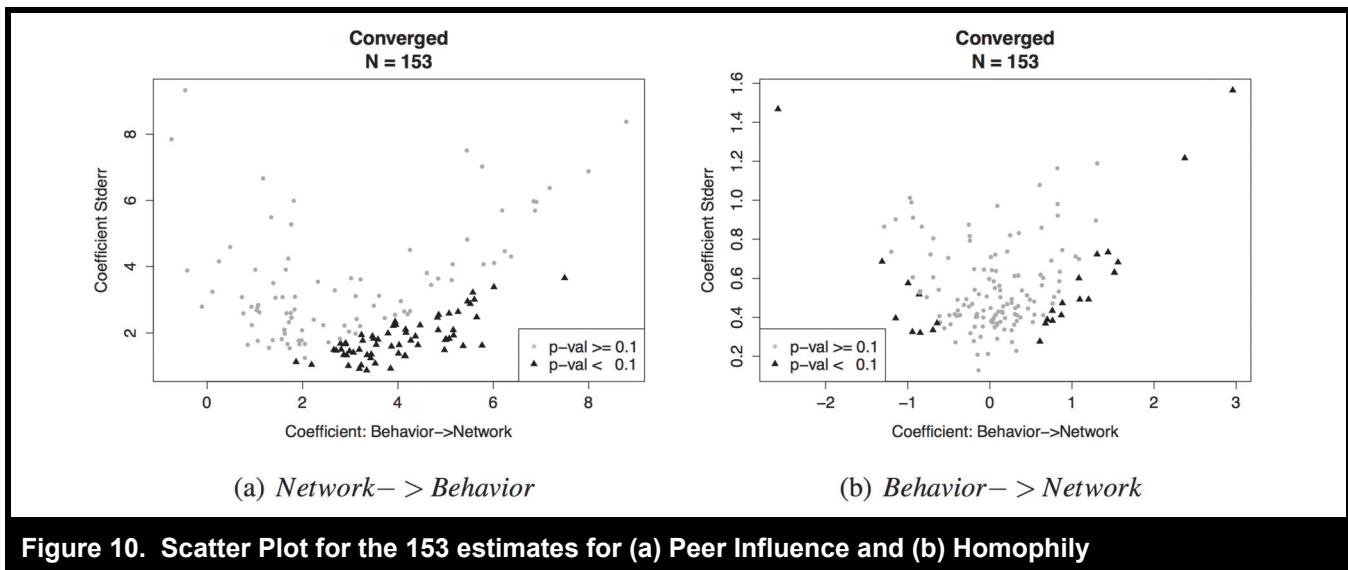 Converged
N = 153
Coefficient Stderr
8
6
4
2
0 2 4 6 8
p−val >= 0.1
p−val < 0.1
Coefficient: Behavior−>Network
(a) Network− > Behavior
Converged
N = 153
Coefficient Stderr
1.6
1.4
1.2
1.0
0.8
0.6
0.4
0.2
−2 −1 0 1 2 3
p−val >= 0.1
p−val < 0.1
Coefficient: Behavior−>Network
(b) Behavior− > Network
Figure 10. Scatter Plot for the 153 estimates for (a) Peer Influence and (b) Homophily